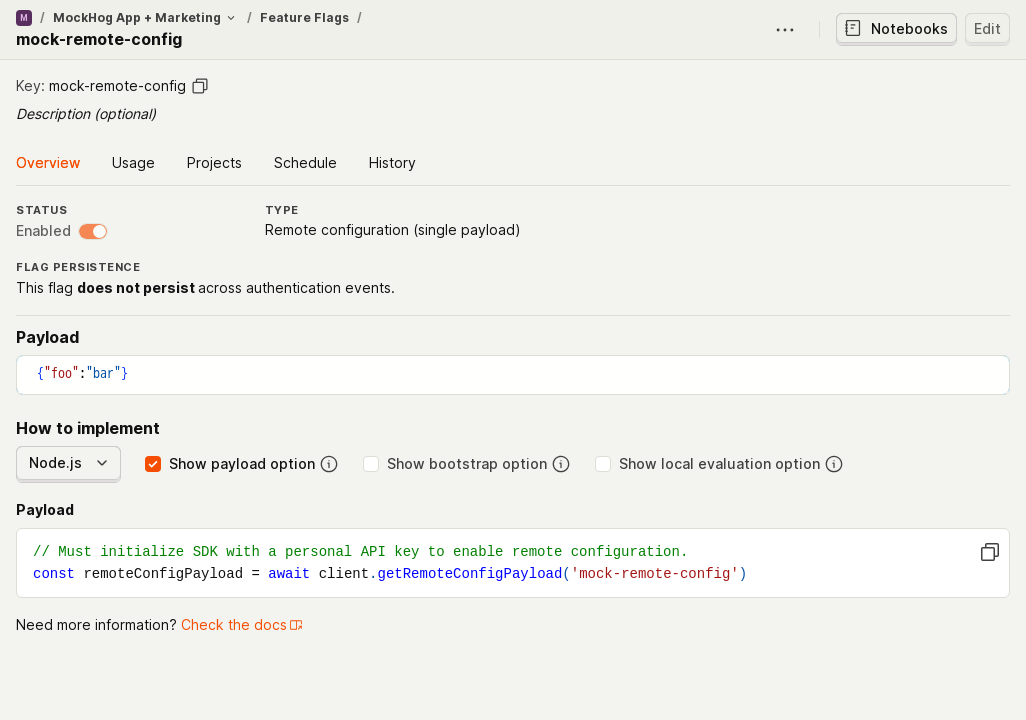 M / MockHog App + Marketing / Feature Flags /
mock-remote-config
Notebooks
Edit
Key: mock-remote-config
Description (optional)
Overview
Usage
Projects
Schedule
History
STATUS
Enabled
TYPE
Remote configuration (single payload)
FLAG PERSISTENCE
This flag does not persist across authentication events.
Payload
{"foo":"bar"}
How to implement
Node.js
Show payload option
Show bootstrap option
Show local evaluation option
Payload
// Must initialize SDK with a personal API key to enable remote configuration.
const remoteConfigPayload = await client.getRemoteConfigPayload('mock-remote-config')
Need more information? Check the docs